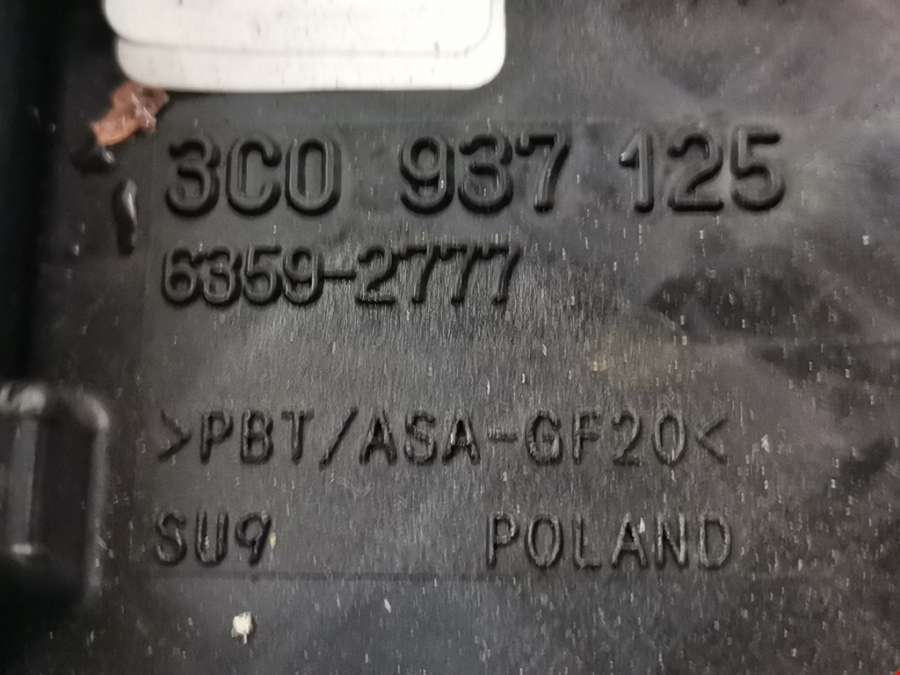 3C0 937 125
6359-2777
>PBT/ASA-GF20<
SU9 POLAND